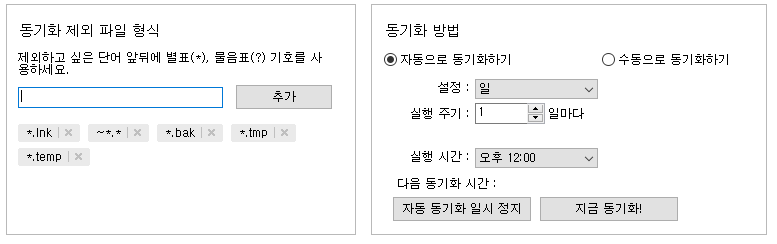 동기화 제외 파일 형식
제외하고 싶은 단어 앞뒤에 별표(*), 물음표(?) 기호를 사
용하세요.
추가
*.lnk
~*.*
*.bak
*.tmp
*.temp
동기화 방법
자동으로 동기화하기
수동으로 동기화하기
설정 : 일
실행 주기 : 1 일마다
실행 시간 : 오후 12:00
다음 동기화 시간 :
자동 동기화 일시 정지
지금 동기화!